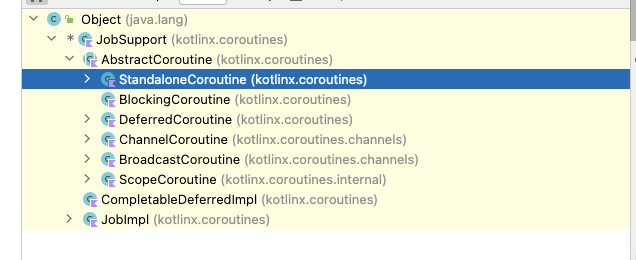 Object (java.lang)
* JobSupport (kotlinx.coroutines)
AbstractCoroutine (kotlinx.coroutines)
StandaloneCoroutine (kotlinx.coroutines)
BlockingCoroutine (kotlinx.coroutines)
DeferredCoroutine (kotlinx.coroutines)
ChannelCoroutine (kotlinx.coroutines.channels)
BroadcastCoroutine (kotlinx.coroutines.channels)
ScopeCoroutine (kotlinx.coroutines.internal)
CompletableDeferredImpl (kotlinx.coroutines)
JobImpl (kotlinx.coroutines)